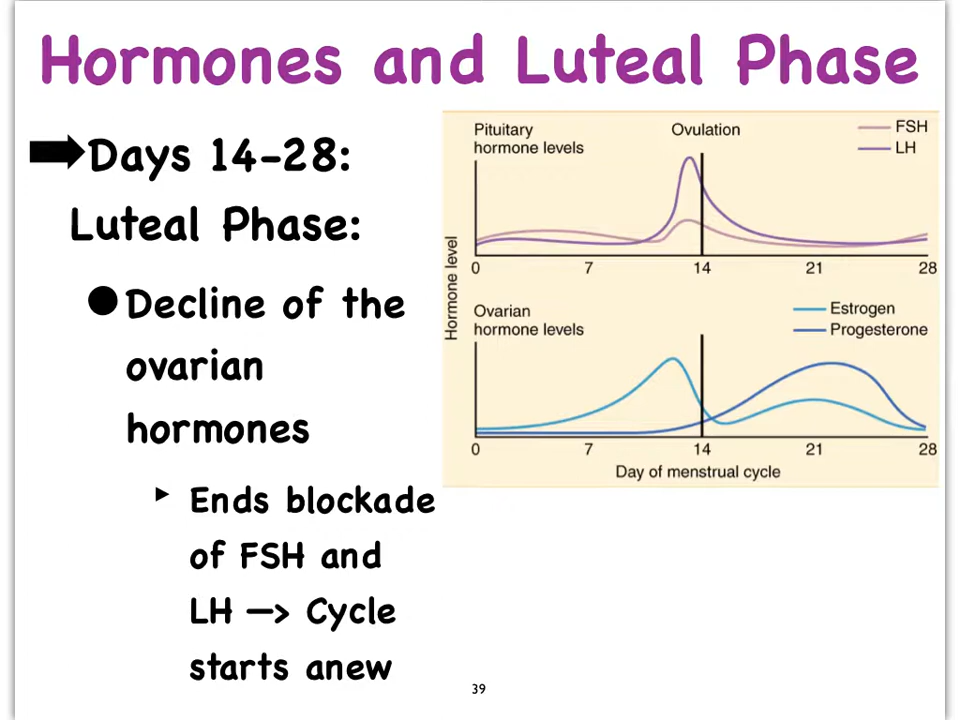 Hormones and Luteal Phase
Days 14-28:
Luteal Phase:
Decline of the
ovarian
hormones
Ends blockade
of FSH and
LH —> Cycle
starts anew
Pituitary
hormone levels
Ovulation
FSH
LH
0 7 14 21 28
Hormone level
Ovarian
hormone levels
Estrogen
Progesterone
0 7 14 21 28
Day of menstrual cycle
39